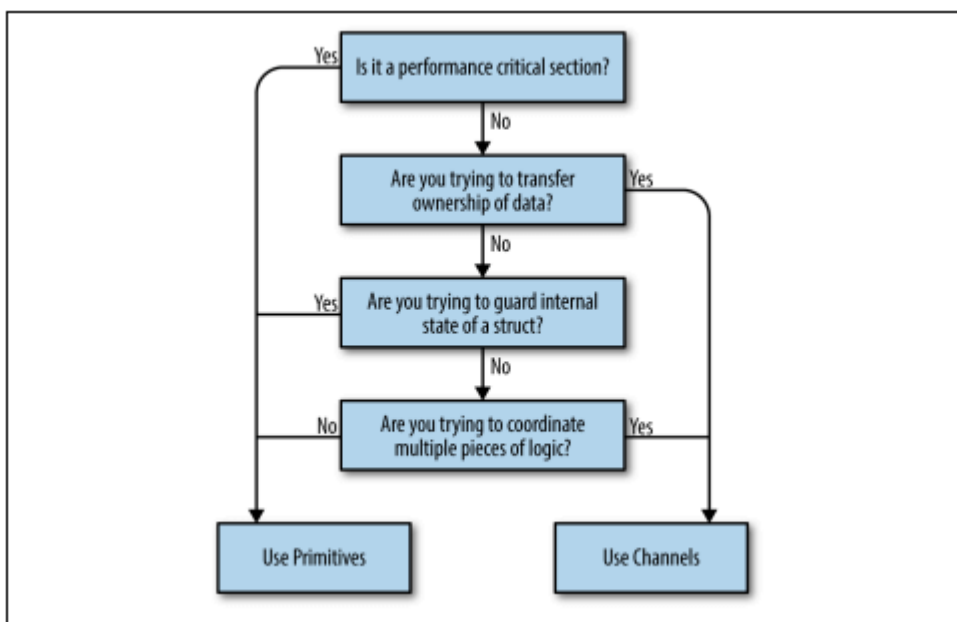 Yes
Is it a performance critical section?
No
Are you trying to transfer
ownership of data?
Yes
No
Yes
Are you trying to guard internal
state of a struct?
No
No
Are you trying to coordinate
multiple pieces of logic?
Yes
Use Primitives
Use Channels